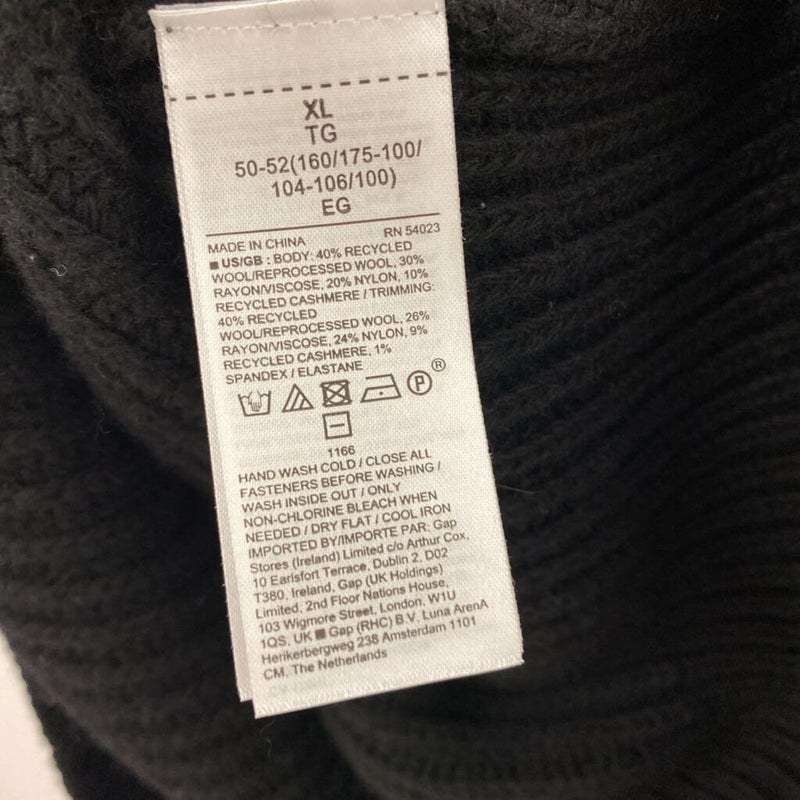 XL
TG
50-52(160/175-100/
104-106/100)
EG
MADE IN CHINA RN 54023
■ US/GB : BODY: 40% RECYCLED
WOOL/REPROCESSED WOOL, 30%
RAYON/VISCOSE, 20% NYLON, 10%
RECYCLED CASHMERE / TRIMMING:
40% RECYCLED
WOOL/REPROCESSED WOOL, 26%
RAYON/VISCOSE, 24% NYLON, 9%
RECYCLED CASHMERE, 1%
SPANDEX / ELASTANE
P ®
1166
HAND WASH COLD / CLOSE ALL
FASTENERS BEFORE WASHING /
WASH INSIDE OUT / ONLY
NON-CHLORINE BLEACH WHEN
NEEDED / DRY FLAT / COOL IRON
IMPORTED BY/IMPORTE PAR: Gap
Stores (Ireland) Limited c/o Arthur Cox,
10 Earlsfort Terrace, Dublin 2, D02
T380, Ireland, Gap (UK Holdings)
Limited, 2nd Floor Nations House,
103 Wigmore Street, London, W1U
1QS, UK ■ Gap (RHC) B.V. Luna ArenA
Herikerbergweg 238 Amsterdam 1101
CM, The Netherlands